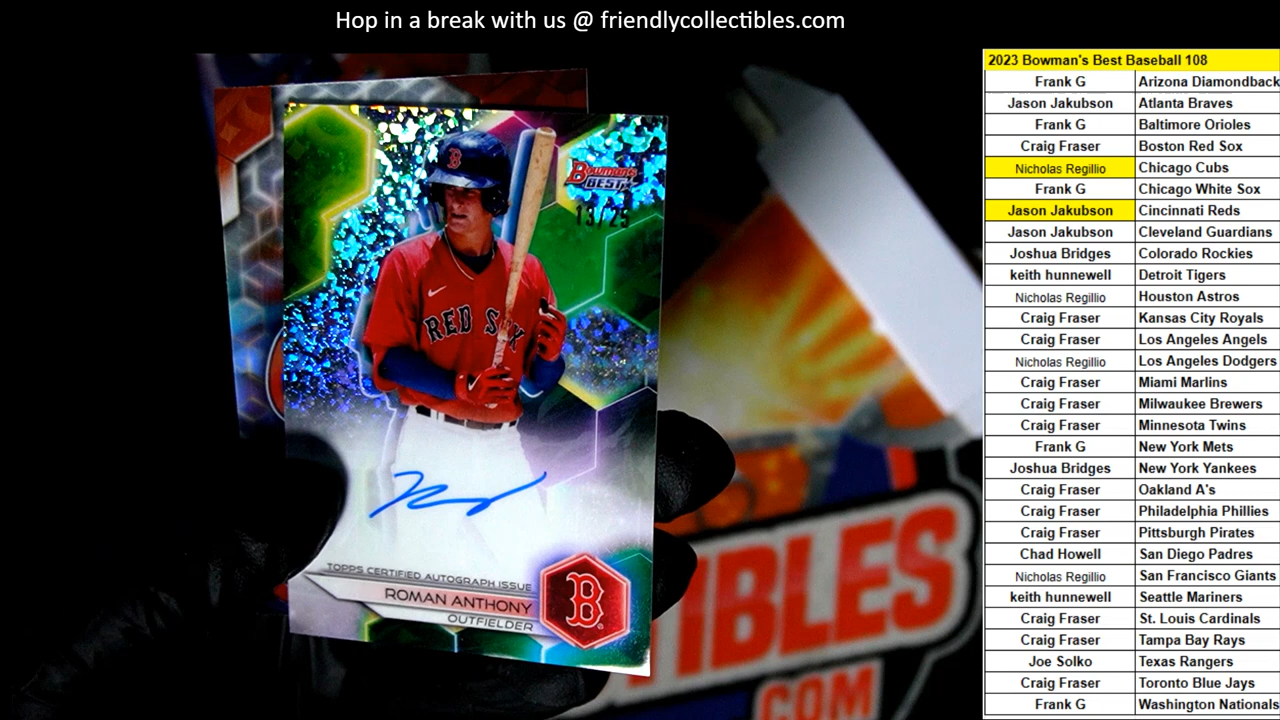 Hop in a break with us @ friendlycollectibles.com
Bowman's
BEST
13/25
B
RED SOX
TOPPS CERTIFIED AUTOGRAPH ISSUE
ROMAN ANTHONY
OUTFIELDER
B
IBLES
.COM
2023 Bowman's Best Baseball 108
Frank G Arizona Diamondback
Jason Jakubson Atlanta Braves
Frank G Baltimore Orioles
Craig Fraser Boston Red Sox
Nicholas Regillio Chicago Cubs
Frank G Chicago White Sox
Jason Jakubson Cincinnati Reds
Jason Jakubson Cleveland Guardians
Joshua Bridges Colorado Rockies
keith hunnewell Detroit Tigers
Nicholas Regillio Houston Astros
Craig Fraser Kansas City Royals
Craig Fraser Los Angeles Angels
Nicholas Regillio Los Angeles Dodgers
Craig Fraser Miami Marlins
Craig Fraser Milwaukee Brewers
Craig Fraser Minnesota Twins
Frank G New York Mets
Joshua Bridges New York Yankees
Craig Fraser Oakland A's
Craig Fraser Philadelphia Phillies
Craig Fraser Pittsburgh Pirates
Chad Howell San Diego Padres
Nicholas Regillio San Francisco Giants
keith hunnewell Seattle Mariners
Craig Fraser St. Louis Cardinals
Craig Fraser Tampa Bay Rays
Joe Solko Texas Rangers
Craig Fraser Toronto Blue Jays
Frank G Washington Nationals